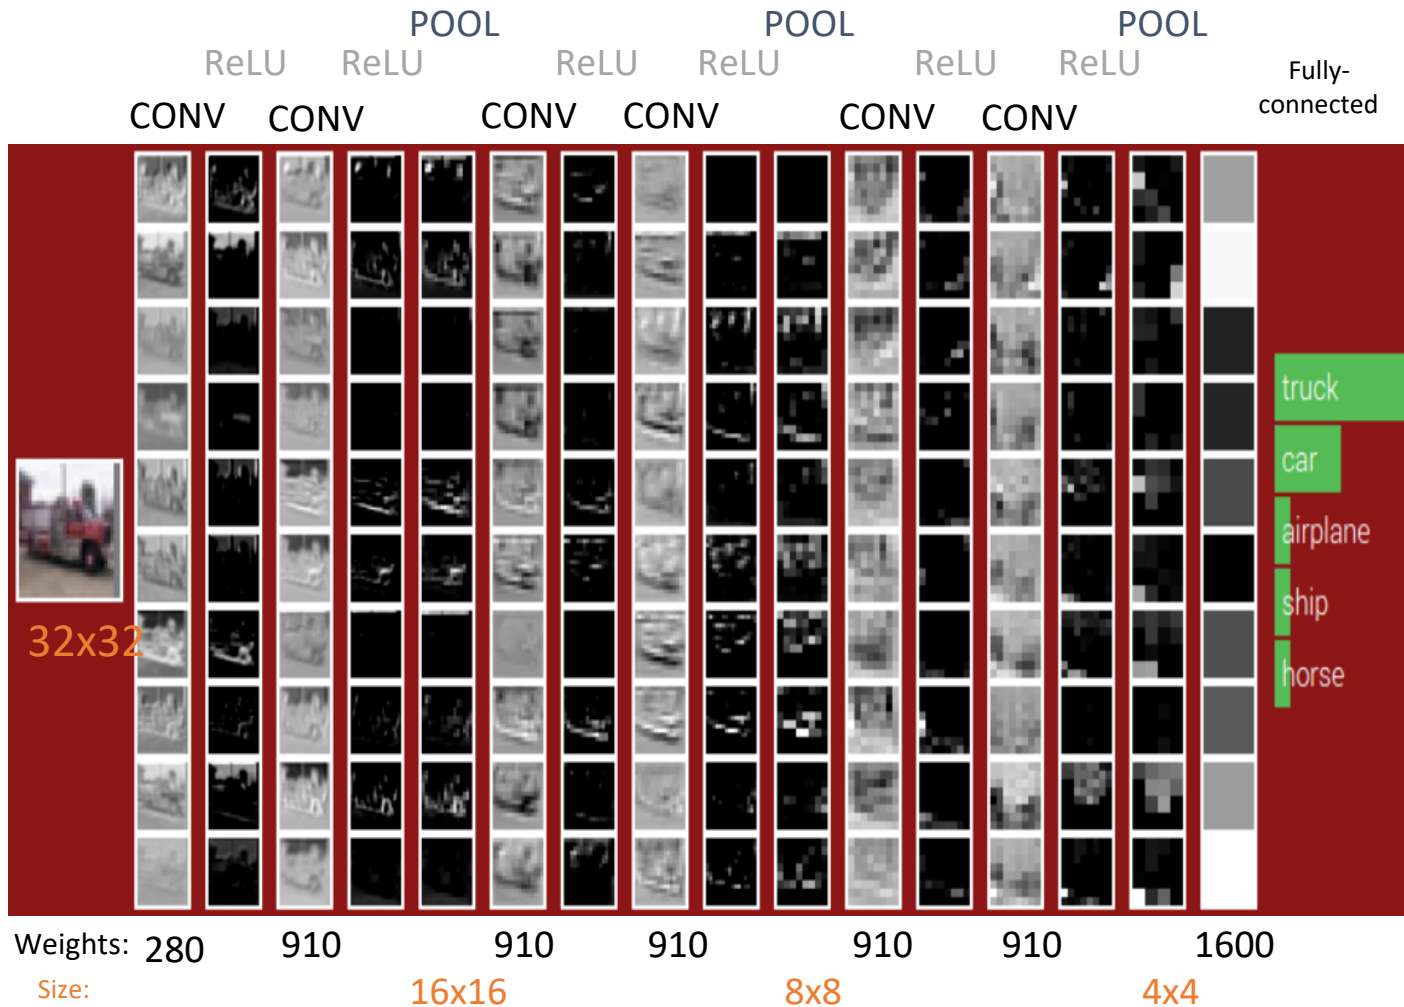 POOL POOL POOL
ReLU ReLU ReLU ReLU ReLU ReLU
CONV CONV CONV CONV CONV CONV
Fully-
connected
truck
car
airplane
ship
horse
32x32
Weights: 280 910 910 910 910 910 1600
Size: 16x16 8x8 4x4